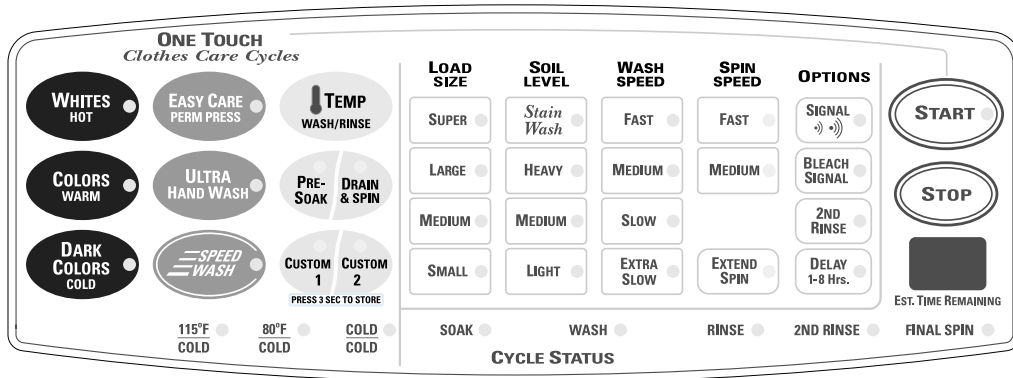 ONE TOUCH
Clothes Care Cycles
WHITES
HOT
EASY CARE
PERM PRESS
TEMP
WASH/RINSE
COLORS
WARM
ULTRA
HAND WASH
PRE-
SOAK
DRAIN
& SPIN
DARK
COLORS
COLD
SPEED
WASH
CUSTOM
1
CUSTOM
2
PRESS 3 SEC TO STORE
115°F
COLD
80°F
COLD
COLD
COLD
LOAD
SIZE
SUPER
LARGE
MEDIUM
SMALL
SOIL
LEVEL
Stain
Wash
HEAVY
MEDIUM
LIGHT
WASH
SPEED
FAST
MEDIUM
SLOW
EXTRA
SLOW
SPIN
SPEED
FAST
MEDIUM
EXTEND
SPIN
OPTIONS
SIGNAL
BLEACH
SIGNAL
2ND
RINSE
DELAY
1-8 Hrs.
START
STOP
EST. TIME REMAINING
SOAK
WASH
RINSE
2ND RINSE
FINAL SPIN
CYCLE STATUS